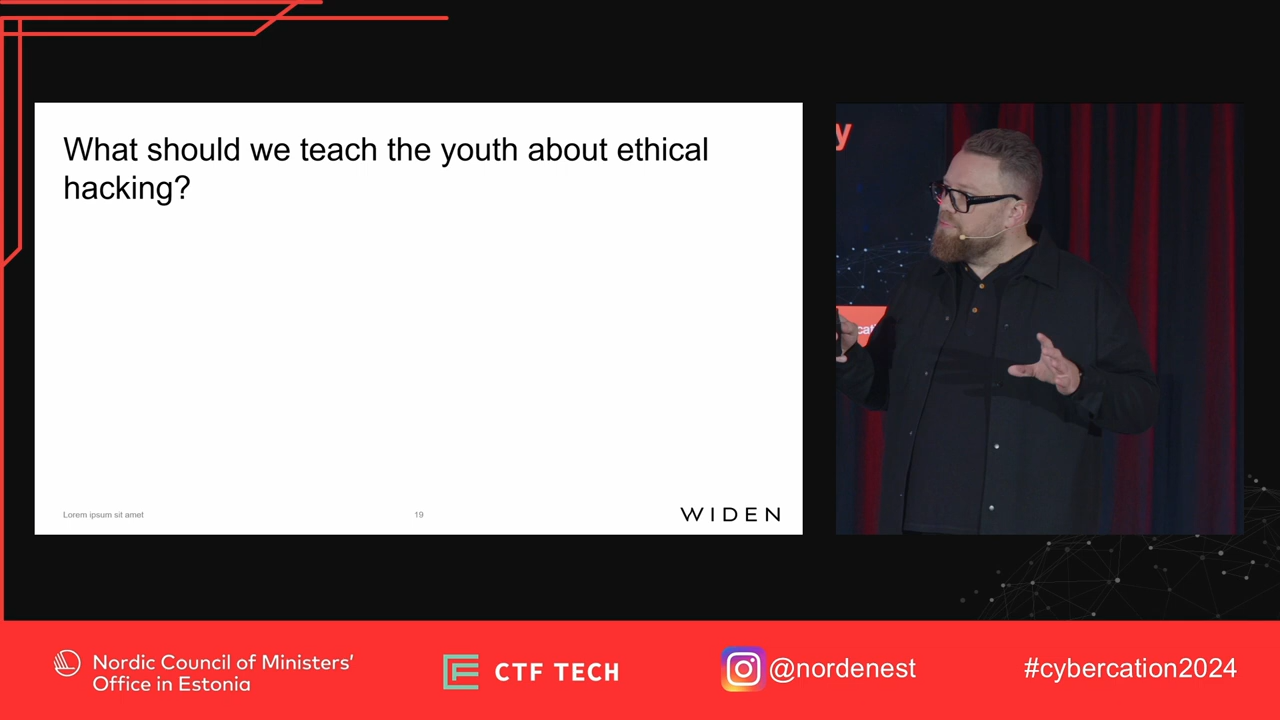 What should we teach the youth about ethical
hacking?
Lorem ipsum sit amet
19
WIDEN
y
cati
Nordic Council of Ministers'
Office in Estonia
CTF TECH
@nordenest
#cybercation2024